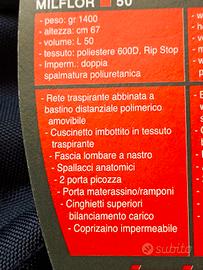 MILFLOR 50
- peso: gr 1400
- altezza: cm 67
- volume: L 50
- tessuto: poliestere 600D. Rip Stop
- Imperm.: doppia
spalmatura poliuretanica
- Rete traspirante abbinata a
bastino dorsale polimerico
amovibile
- Cuscinetto imbottito in tessuto
traspirante
- Fascia lombare a nastro
- Spallacci anatomici
- 2 porta picozza
- Porta materassino/ramponi
- Cinghietti superiori
bilanciamento carico
- Coprizaino impermeabile
subito